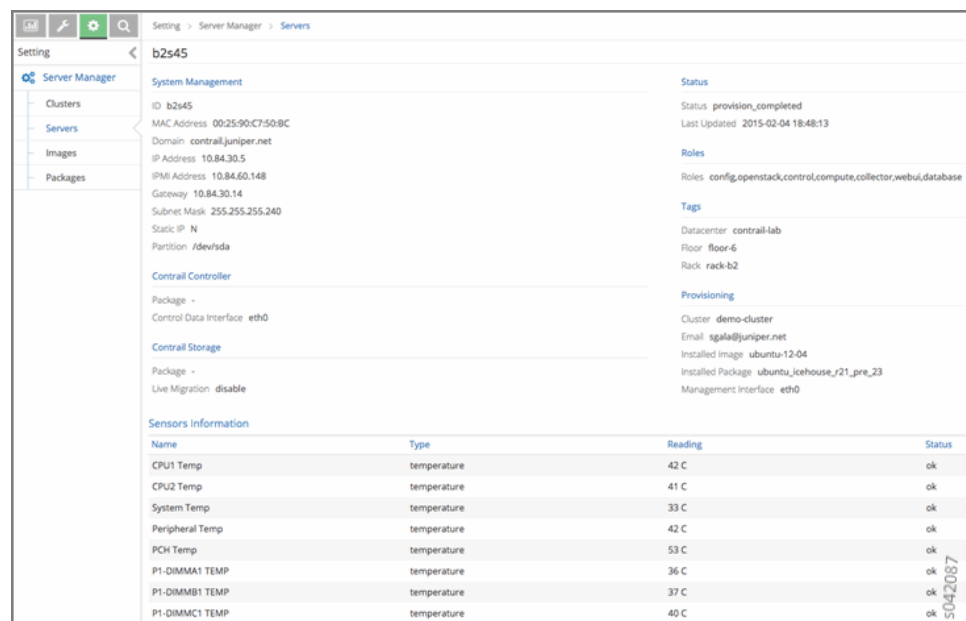 Setting > Server Manager > Servers
Setting
Server Manager
Clusters
Servers
Images
Packages
b2s45
System Management
ID b2s45
MAC Address 00:25:90:C7:50:BC
Domain contrail.juniper.net
IP Address 10.84.30.5
IPMI Address 10.84.60.148
Gateway 10.84.30.14
Subnet Mask 255.255.255.240
Static IP N
Partition /dev/sda
Contrail Controller
Package -
Control Data Interface eth0
Contrail Storage
Package -
Live Migration disable
Status
Status provision_completed
Last Updated 2015-02-04 18:48:13
Roles
Roles config,openstack,control,compute,collector,webui,database
Tags
Datacenter contrail-lab
Floor floor-6
Rack rack-b2
Provisioning
Cluster demo-cluster
Email sgala@juniper.net
Installed Image ubuntu-12-04
Installed Package ubuntu_icehouse_r21_pre_23
Management Interface eth0
Sensors Information
Name Type Reading Status
CPU1 Temp temperature 42 C ok
CPU2 Temp temperature 41 C ok
System Temp temperature 33 C ok
Peripheral Temp temperature 42 C ok
PCH Temp temperature 53 C ok
P1-DIMMA1 TEMP temperature 36 C ok
P1-DIMMB1 TEMP temperature 37 C ok
P1-DIMMC1 TEMP temperature 40 C ok
s042087